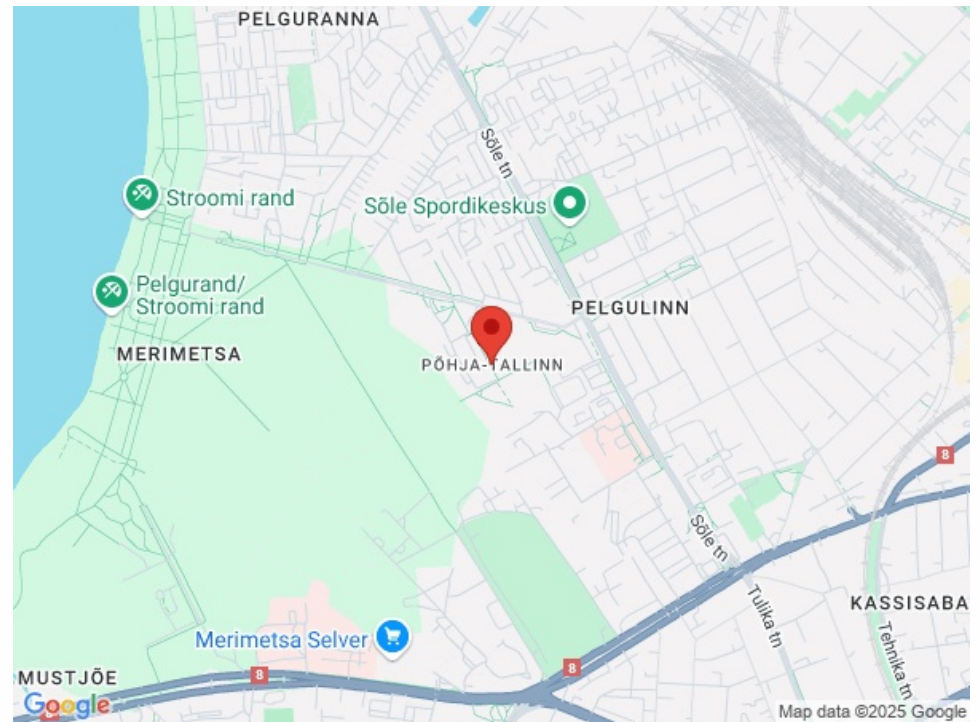 PELGURANNA
Sõle tn
Stroomi rand
Sõle Spordikeskus
Pelgurand/
Stroomi rand
PELGULINN
MERIMETSA
PÕHJA-TALLINN
8
Sõle tn
Tulika tn
KASSISABA
Tehnika tn
Merimetsa Selver
8
8
MUSTJÕE
8
Google
Map data ©2025 Google